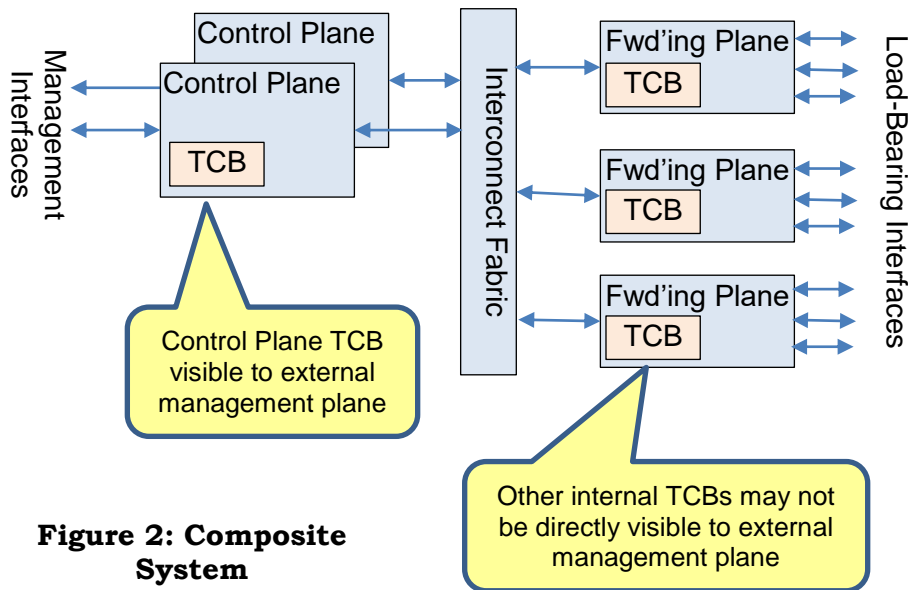 Management
Interfaces
Control Plane
Control Plane
TCB
Interconnect Fabric
Fwd'ing Plane
TCB
Fwd'ing Plane
TCB
Fwd'ing Plane
TCB
Load-Bearing Interfaces
Control Plane TCB
visible to external
management plane
Other internal TCBs may not
be directly visible to external
management plane
Figure 2: Composite
System